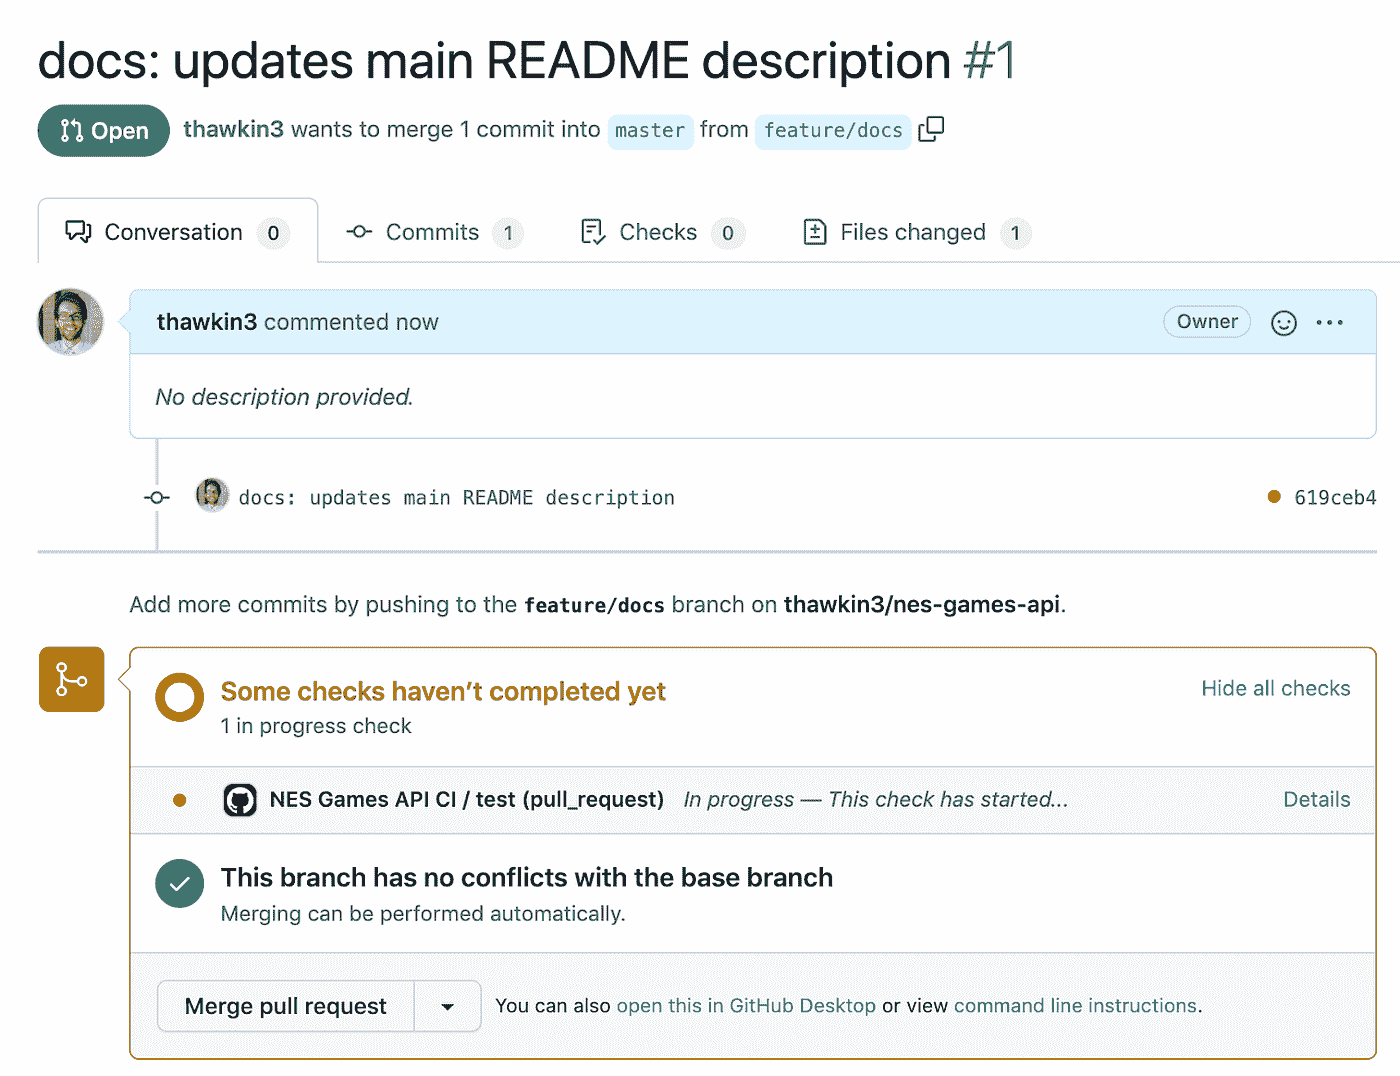 docs: updates main README description #1
Open thawkin3 wants to merge 1 commit into master from feature/docs
Conversation 0 Commits 1 Checks 0 Files changed 1
thawkin3 commented now Owner
No description provided.
docs: updates main README description 619ceb4
Add more commits by pushing to the feature/docs branch on thawkin3/nes-games-api.
Some checks haven’t completed yet Hide all checks
1 in progress check
NES Games API CI / test (pull_request) In progress — This check has started... Details
This branch has no conflicts with the base branch
Merging can be performed automatically.
Merge pull request You can also open this in GitHub Desktop or view command line instructions.